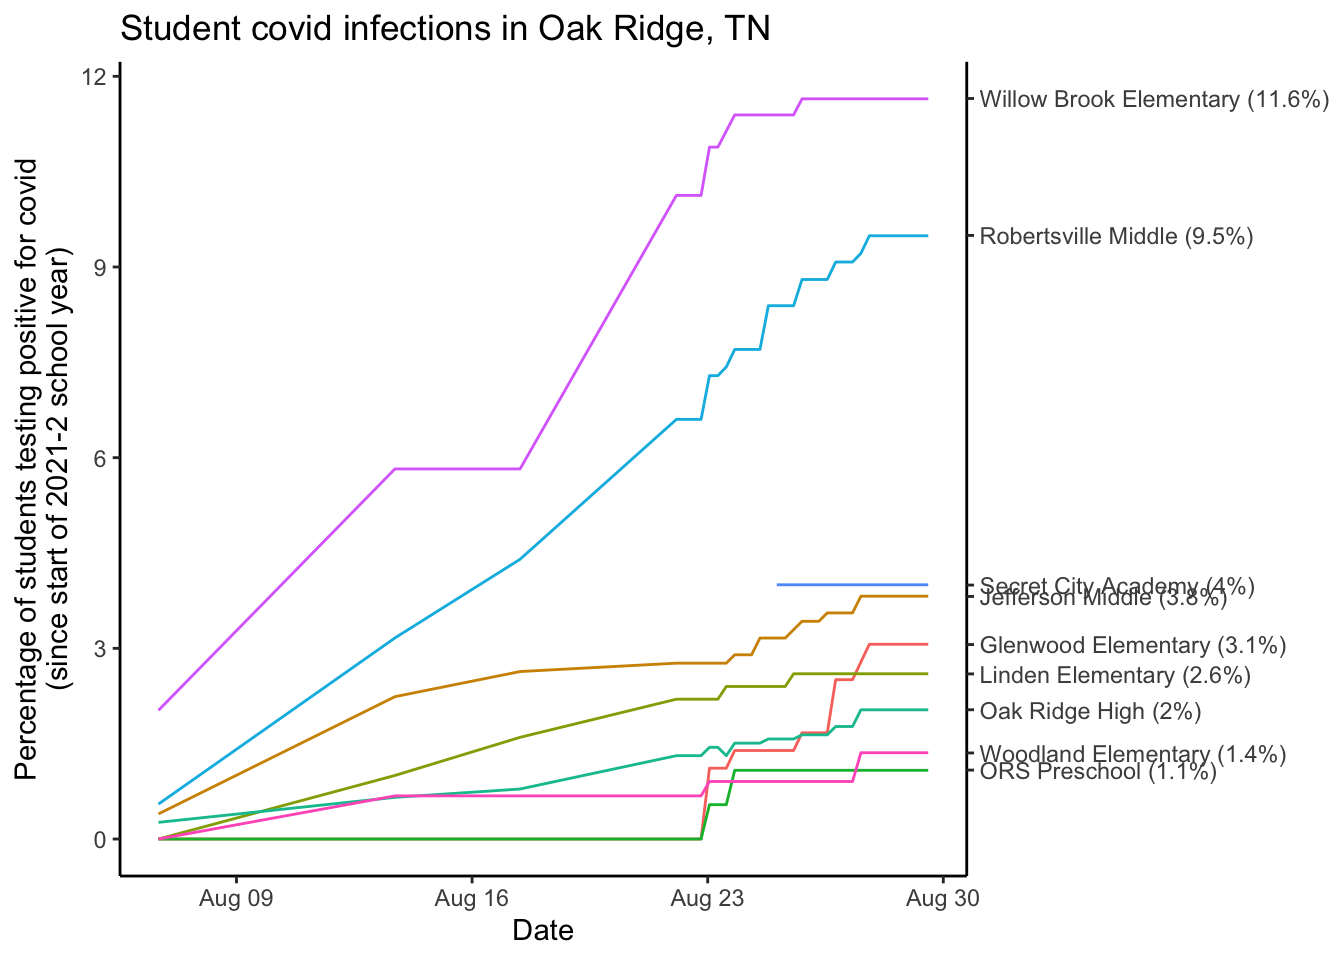 Student covid infections in Oak Ridge, TN
Percentage of students testing positive for covid
(since start of 2021-2 school year)
12
9
6
3
0
Willow Brook Elementary (11.6%)
Robertsville Middle (9.5%)
Secret City Academy (4%)
Jefferson Middle (3.8%)
Glenwood Elementary (3.1%)
Linden Elementary (2.6%)
Oak Ridge High (2%)
Woodland Elementary (1.4%)
ORS Preschool (1.1%)
Aug 09
Aug 16
Aug 23
Aug 30
Date